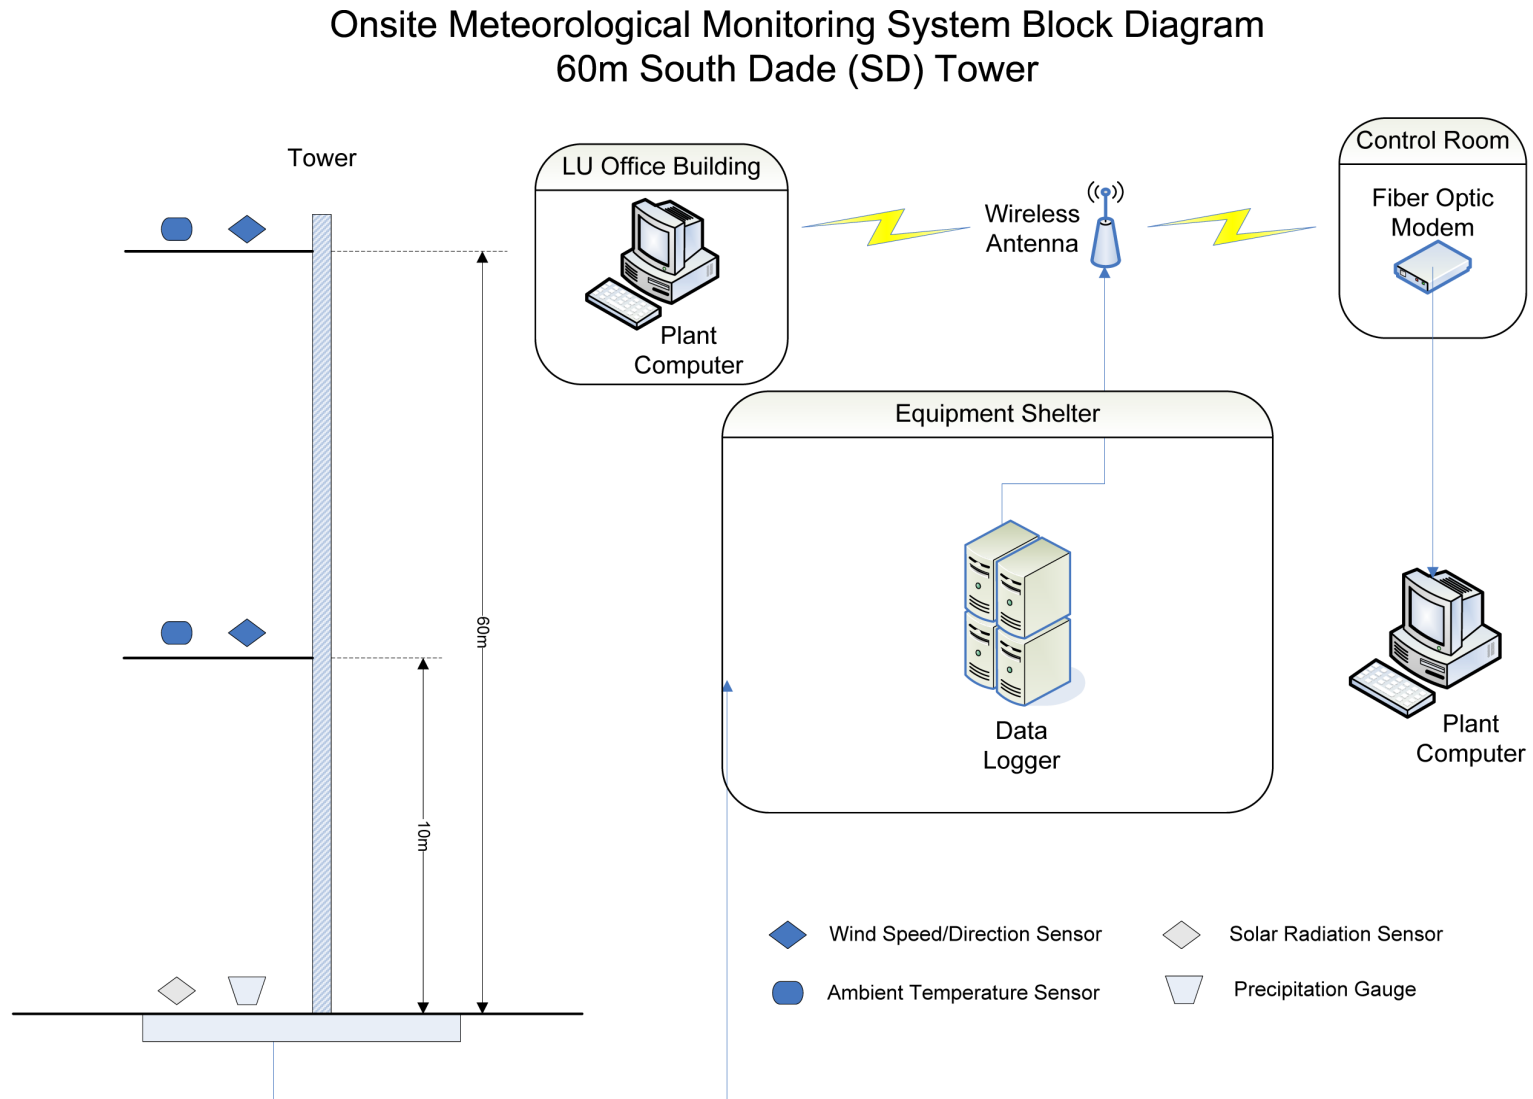 Onsite Meteorological Monitoring System Block Diagram
60m South Dade (SD) Tower
Tower
LU Office Building
Plant
Computer
Wireless
Antenna
Control Room
Fiber Optic
Modem
Equipment Shelter
Data
Logger
Plant
Computer
60m
10m
Wind Speed/Direction Sensor
Solar Radiation Sensor
Ambient Temperature Sensor
Precipitation Gauge